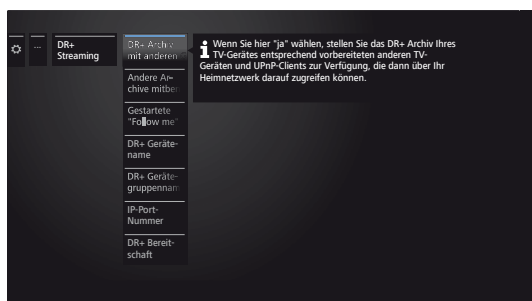 ...
DR+
Streaming
DR+ Archiv
mit anderen
Andere Ar-
chive mitben
Gestartete
"Follow me"
DR+ Geräte-
name
DR+ Geräte-
gruppennam
IP-Port-
Nummer
DR+ Bereit-
schaft
i Wenn Sie hier "ja" wählen, stellen Sie das DR+ Archiv Ihres
TV-Gerätes entsprechend vorbereiteten anderen TV-
Geräten und UPnP-Clients zur Verfügung, die dann über Ihr
Heimnetzwerk darauf zugreifen können.